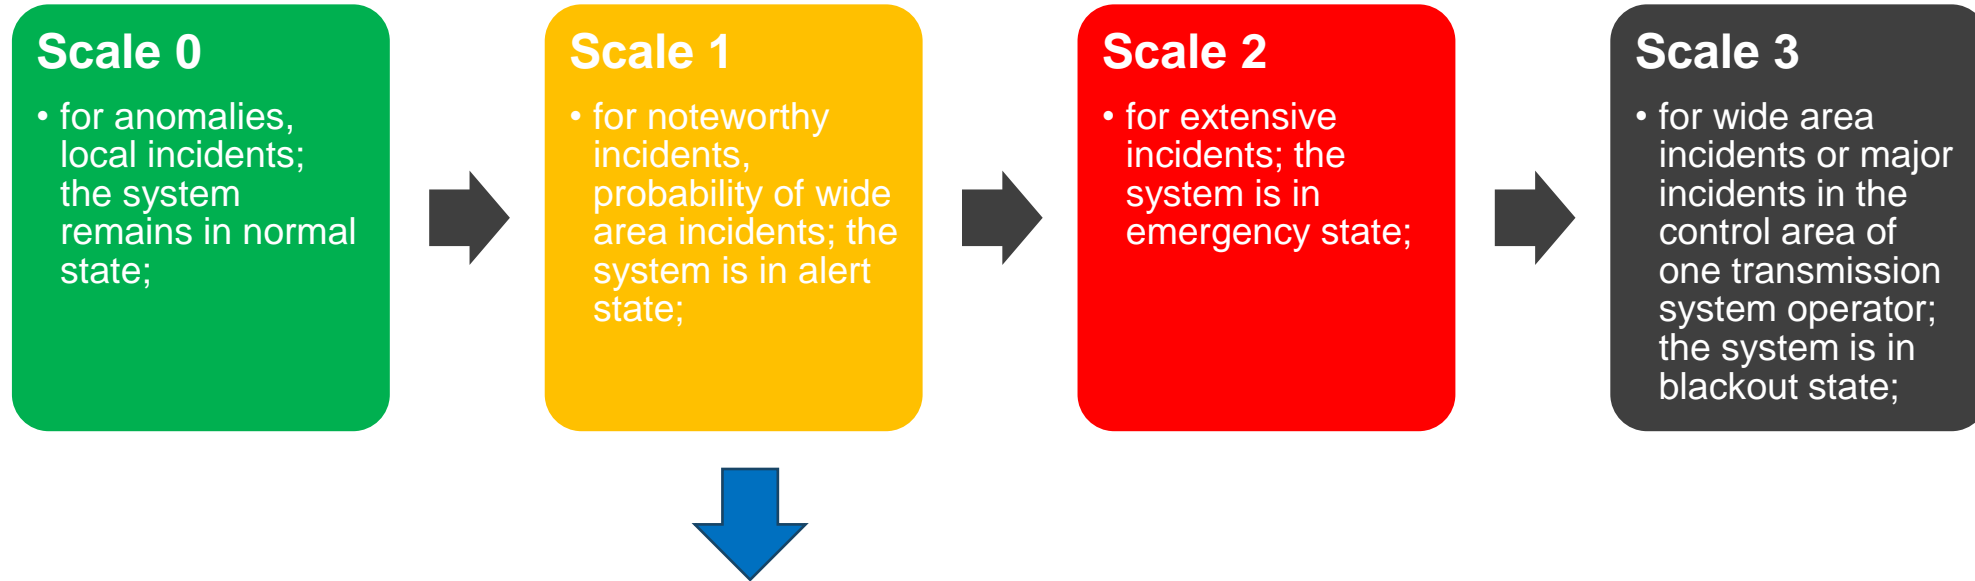 Scale 0
• for anomalies,
local incidents;
the system
remains in normal
state;
Scale 1
• for noteworthy
incidents,
probability of wide
area incidents; the
system is in alert
state;
Scale 2
• for extensive
incidents; the
system is in
emergency state;
Scale 3
• for wide area
incidents or major
incidents in the
control area of
one transmission
system operator;
the system is in
blackout state;